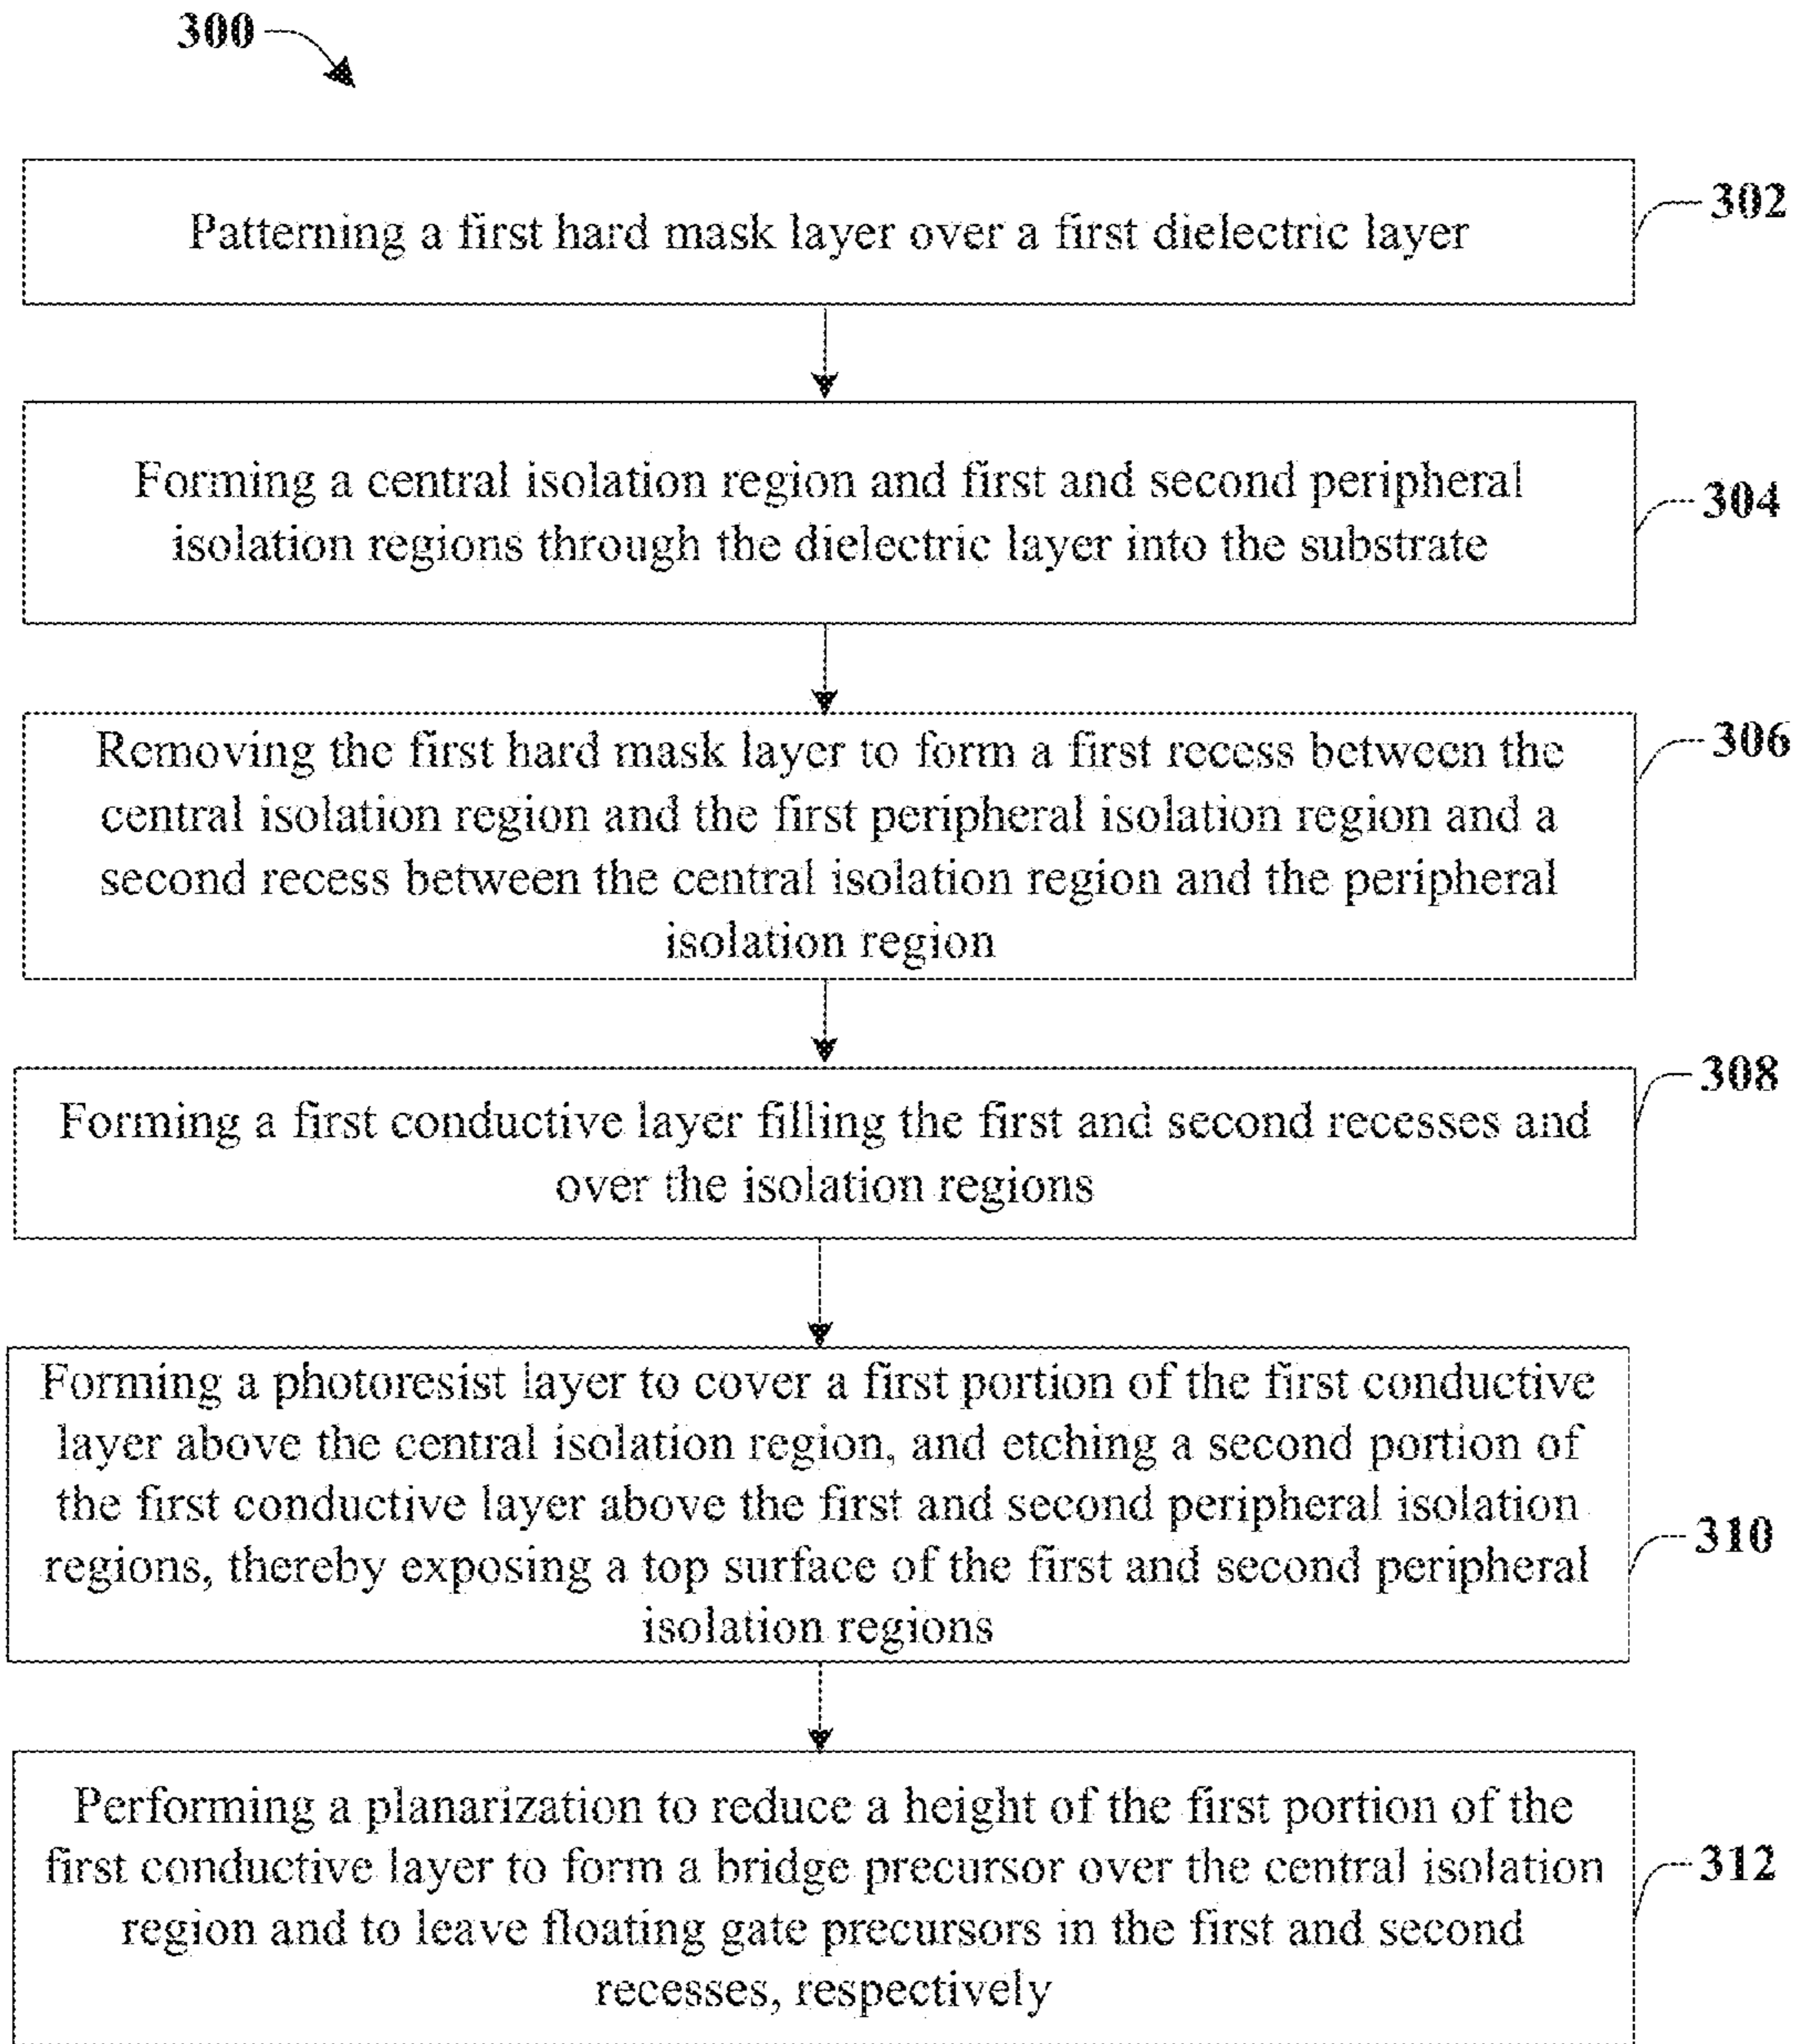 300
Patterning a first hard mask layer over a first dielectric layer
302
Forming a central isolation region and first and second peripheral
isolation regions through the dielectric layer into the substrate
304
Removing the first hard mask layer to form a first recess between the
central isolation region and the first peripheral isolation region and a
second recess between the central isolation region and the peripheral
isolation region
306
Forming a first conductive layer filling the first and second recesses and
over the isolation regions
308
Forming a photoresist layer to cover a first portion of the first conductive
layer above the central isolation region, and etching a second portion of
the first conductive layer above the first and second peripheral isolation
regions, thereby exposing a top surface of the first and second peripheral
isolation regions
310
Performing a planarization to reduce a height of the first portion of the
first conductive layer to form a bridge precursor over the central isolation
region and to leave floating gate precursors in the first and second
recesses, respectively
312